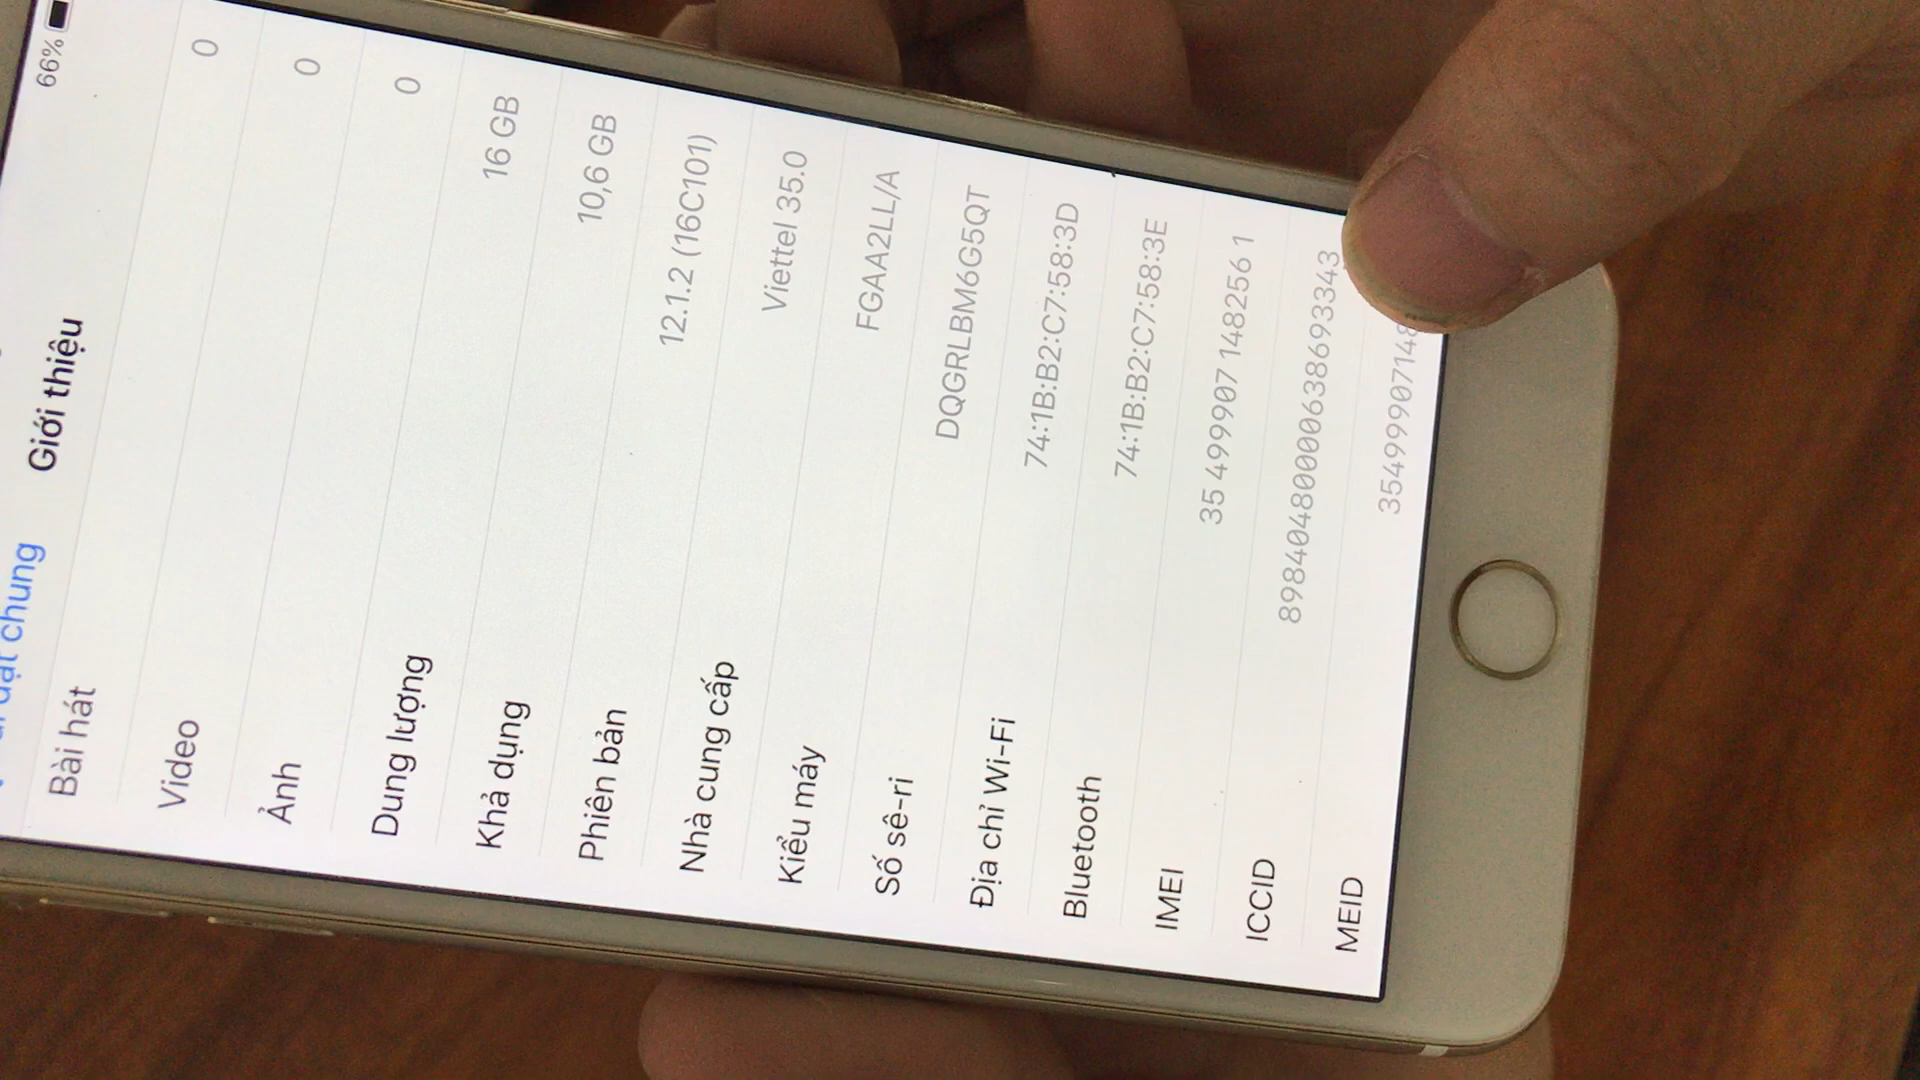 66%
Giới thiệu
Bài hát 0
Video 0
Ảnh 0
Dung lượng 16 GB
Khả dụng 10,6 GB
Phiên bản 12.1.2 (16C101)
Nhà cung cấp Viettel 35.0
Kiểu máy FGAA2LL/A
Số sê-ri DQGRLBM6G5QT
Địa chỉ Wi-Fi 74:1B:B2:C7:58:3D
Bluetooth 74:1B:B2:C7:58:3E
IMEI 35 499907 148256 1
ICCID 8984048000063869334​3
MEID 3549990714